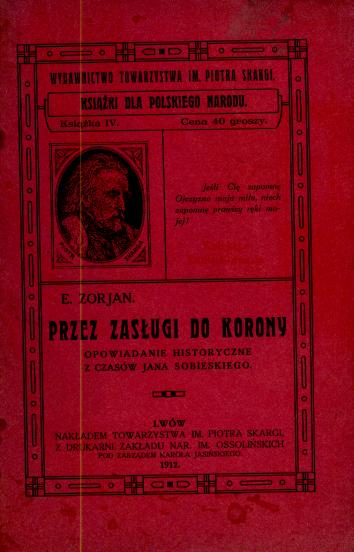 WYDAWNICTWO TOWARZYSTWA IM. PIOTRA SKARGI.
KSIĄŻKI DLA POLSKIEGO NARODU.
Książka IV. Cena 40 groszy.
Jeśli Cię zapomnę
Ojczyzno moja miła, niech
zapomnę prawicy ręki mo-
jej!
E. ZORJAN.
PRZEZ ZASŁUGI DO KORONY
OPOWIADANIE HISTORYCZNE
Z CZASÓW JANA SOBIESKIEGO.
LWÓW
NAKŁADEM TOWARZYSTWA IM. PIOTRA SKARGI.
Z DRUKARNI ZAKŁADU NAR. IM. OSSOLIŃSKICH
POD ZARZĄDEM KAROLA JASIŃSKIEGO.
1912.